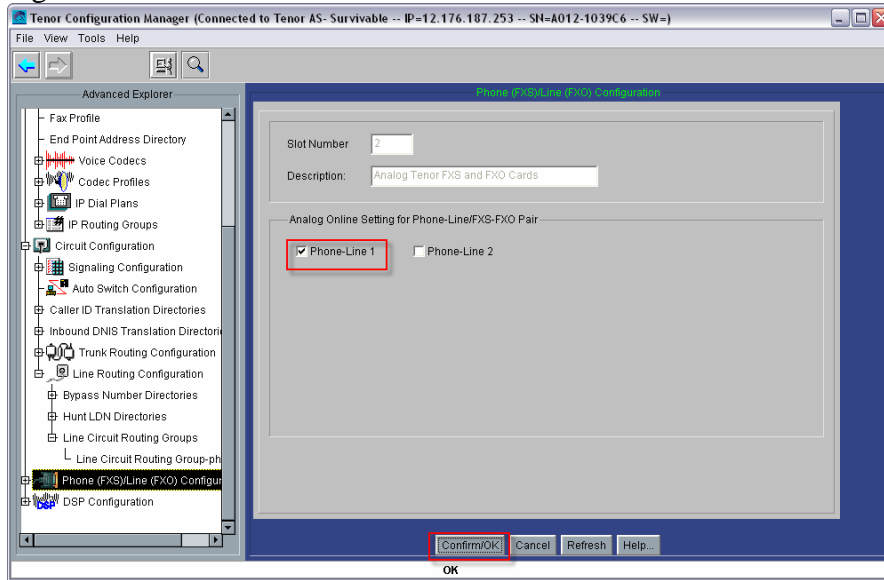 Tenor Configuration Manager (Connected to Tenor AS- Survivable -- IP=12.176.187.253 -- SN=A012-1039C6 -- SW=)
File View Tools Help
Advanced Explorer
Fax Profile
End Point Address Directory
Voice Codecs
Codec Profiles
IP Dial Plans
IP Routing Groups
Circuit Configuration
Signaling Configuration
Auto Switch Configuration
Caller ID Translation Directories
Inbound DNIS Translation Directori
Trunk Routing Configuration
Line Routing Configuration
Bypass Number Directories
Hunt LDN Directories
Line Circuit Routing Groups
Line Circuit Routing Group-ph
Phone (FXS)/Line (FXO) Configur
DSP Configuration
Phone (FXS)/Line (FXO) Configuration
Slot Number 2
Description: Analog Tenor FXS and FXO Cards
Analog Online Setting for Phone-Line/FXS-FXO Pair
Phone-Line 1 Phone-Line 2
Confirm/OK Cancel Refresh Help...
OK